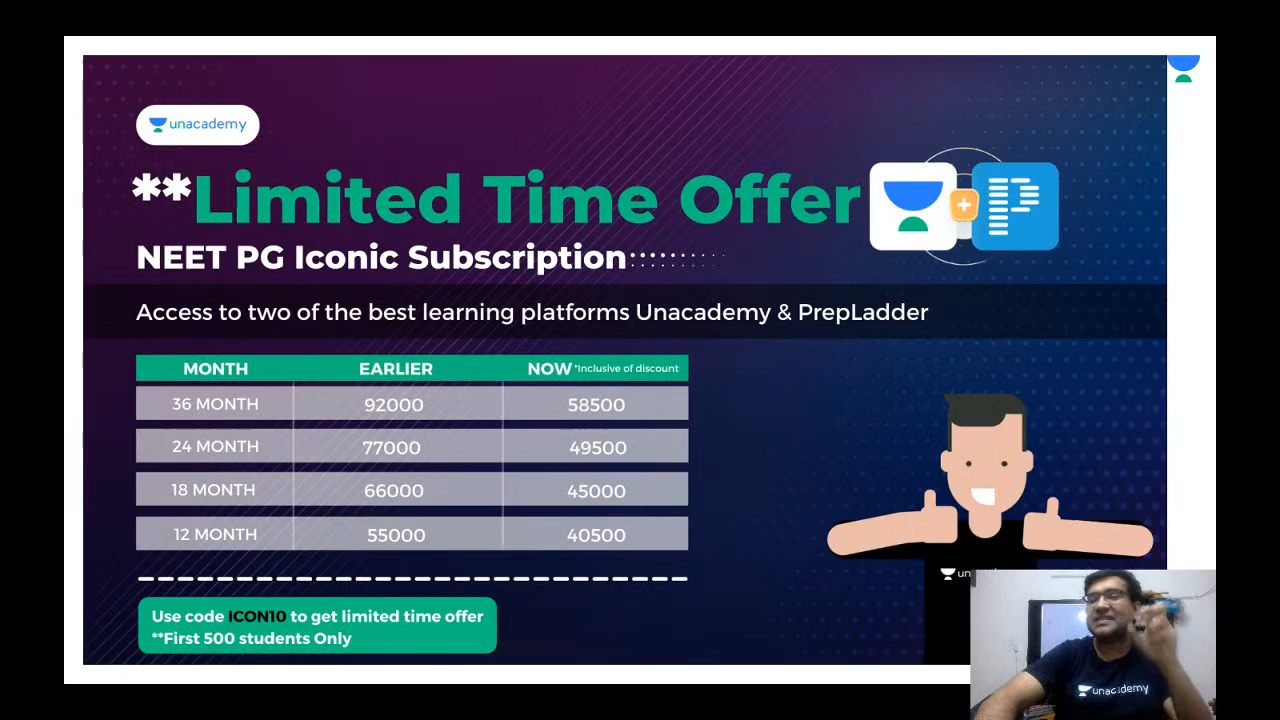 unacademy
**Limited Time Offer
NEET PG Iconic Subscription
Access to two of the best learning platforms Unacademy & PrepLadder
MONTH EARLIER NOW *Inclusive of discount
36 MONTH 92000 58500
24 MONTH 77000 49500
18 MONTH 66000 45000
12 MONTH 55000 40500
Use code ICON10 to get limited time offer
**First 500 students Only
un
unacademy